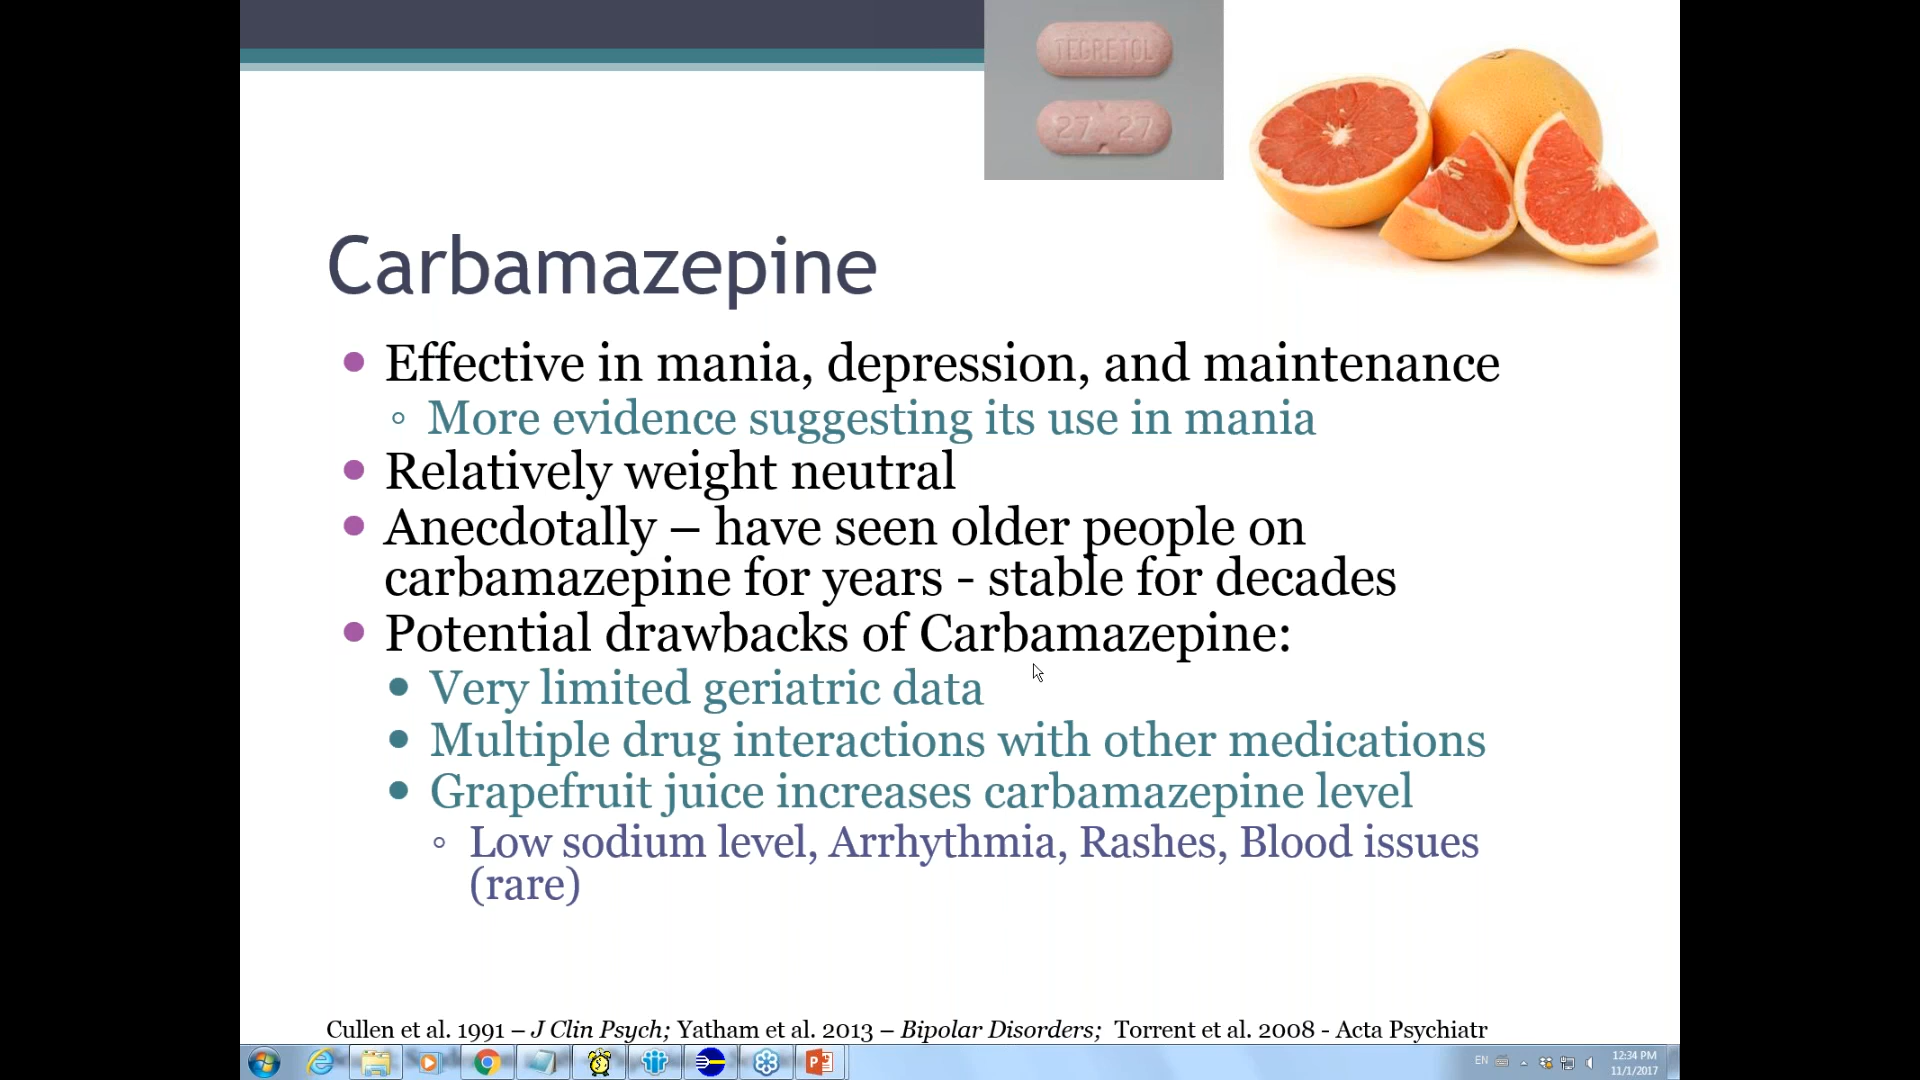 TEGRETOL
27 27
Carbamazepine
• Effective in mania, depression, and maintenance
◦ More evidence suggesting its use in mania
• Relatively weight neutral
• Anecdotally – have seen older people on
carbamazepine for years - stable for decades
• Potential drawbacks of Carbamazepine:
• Very limited geriatric data
• Multiple drug interactions with other medications
• Grapefruit juice increases carbamazepine level
◦ Low sodium level, Arrhythmia, Rashes, Blood issues
(rare)
Cullen et al. 1991 – J Clin Psych; Yatham et al. 2013 – Bipolar Disorders; Torrent et al. 2008 - Acta Psychiatr
EN
12:34 PM
11/1/2017